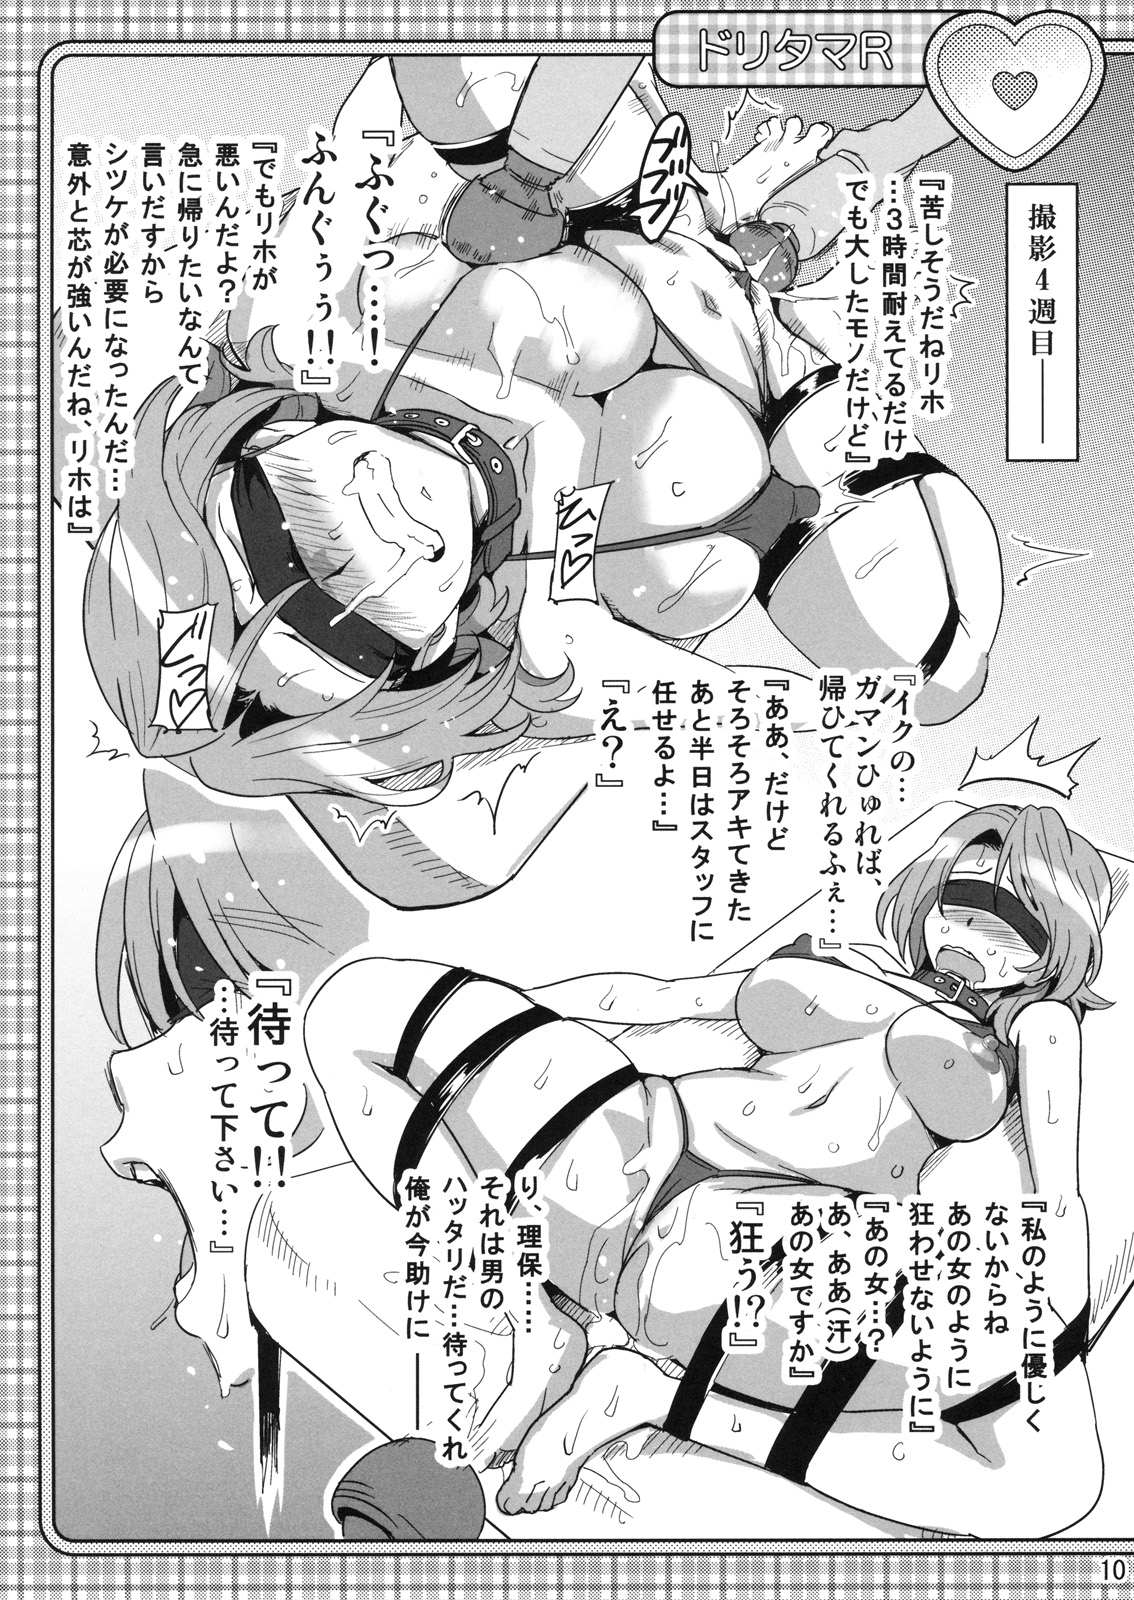 ドリタマR
撮影4週目――
『苦しそうだねリホ
…3時間耐えてるだけ
でも大したモノだけど』
ドプドプ
『ふぐっ…!
ふんぐぅぅ!!』
『でもリホが
悪いんだよ?
急に帰りたいなんて
言いだすから
シツケが必要になったんだ…
意外と芯が強いんだね、リホは』
『イクの…
ガマンひゅれば、
帰ひてくれるふぇ…』
『ああ、だけど
そろそろアキてきた
あと半日はスタッフに
任せるよ…』
『え?』
『私のように優しく
ないからね
あの女のように
狂わせないように』
『あの女…?
あ、ああ(汗)
あの女ですか』
『狂う!?』
り、理保……
それは男の
ハッタリだ…待ってくれ
俺が今助けに――
『待って!!
…待って下さい…』
10